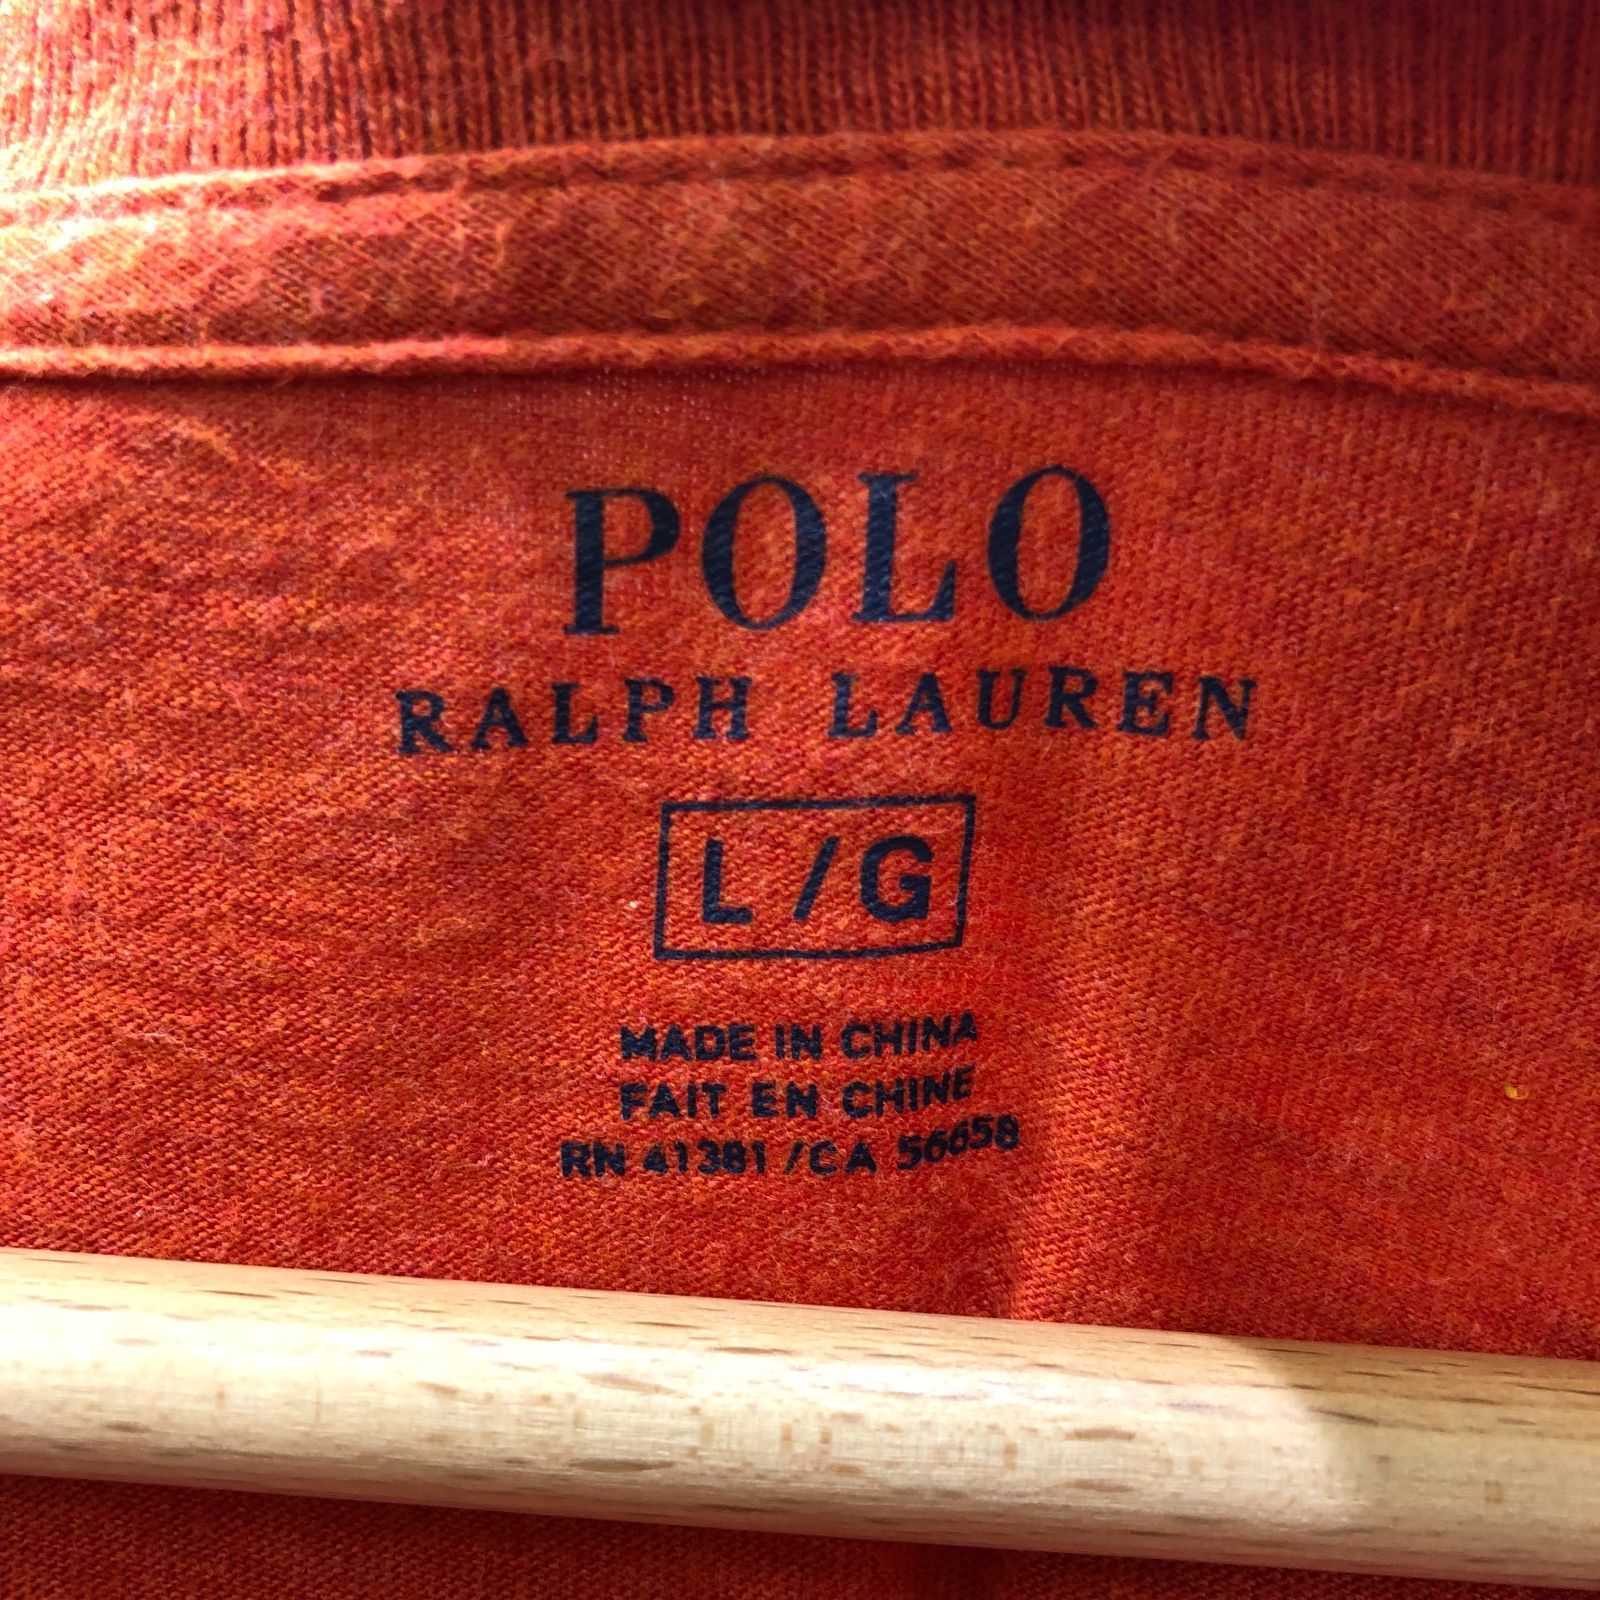 POLO
RALPH LAUREN
L/G
MADE IN CHINA
FAIT EN CHINE
RN 41381/CA 56658